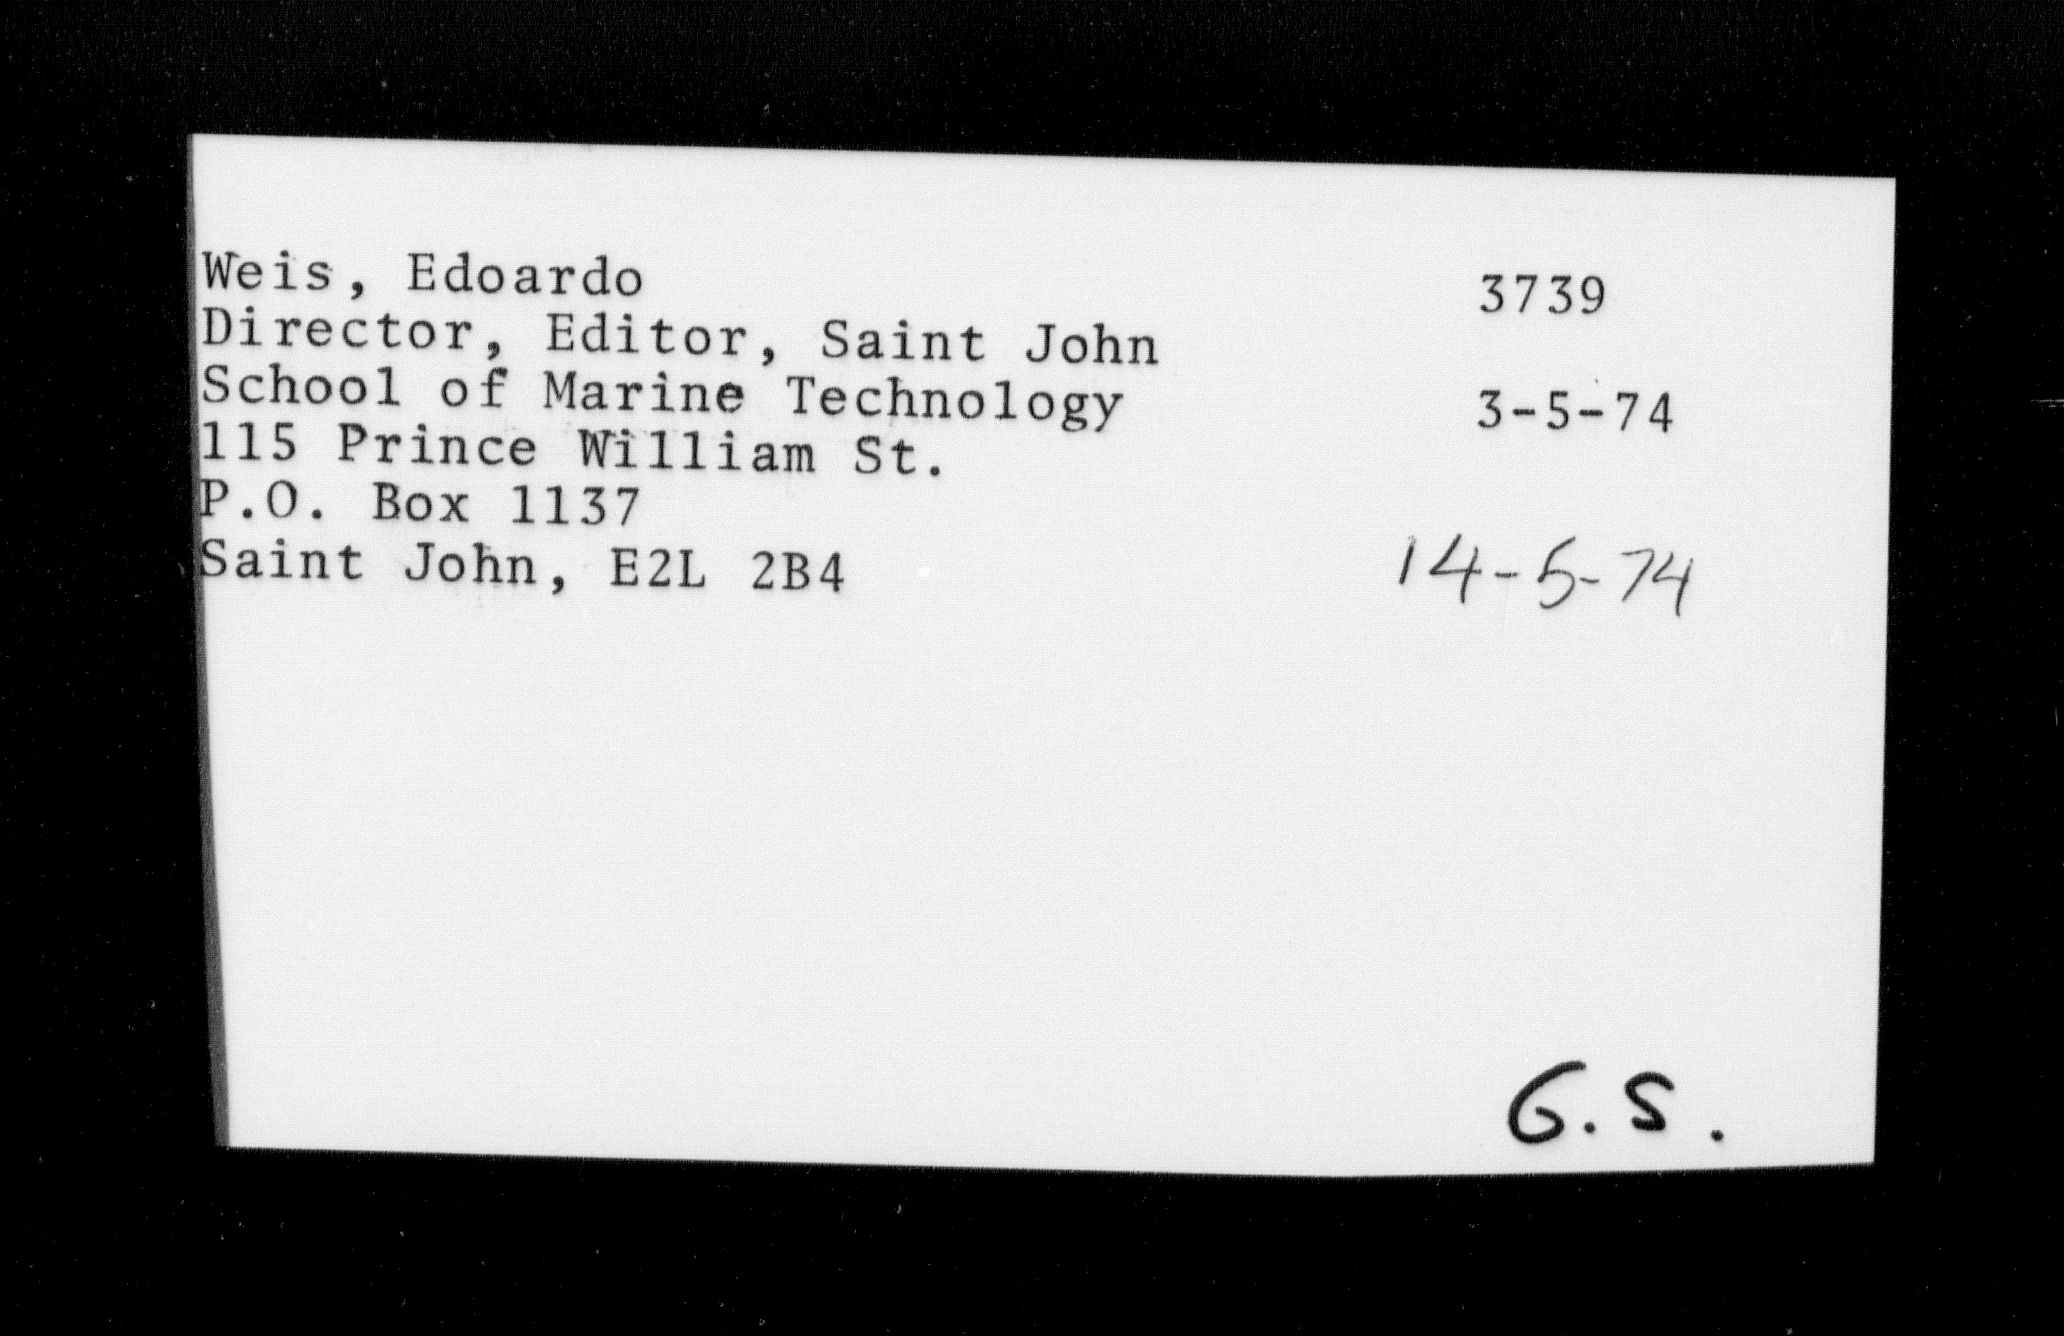 Weis, Edoardo
Director, Editor, Saint John
School of Marine Technology
115 Prince William St.
P.O. Box 1137
Saint John, E2L 2B4
3739
3-5-74
14-5-74
G.S.